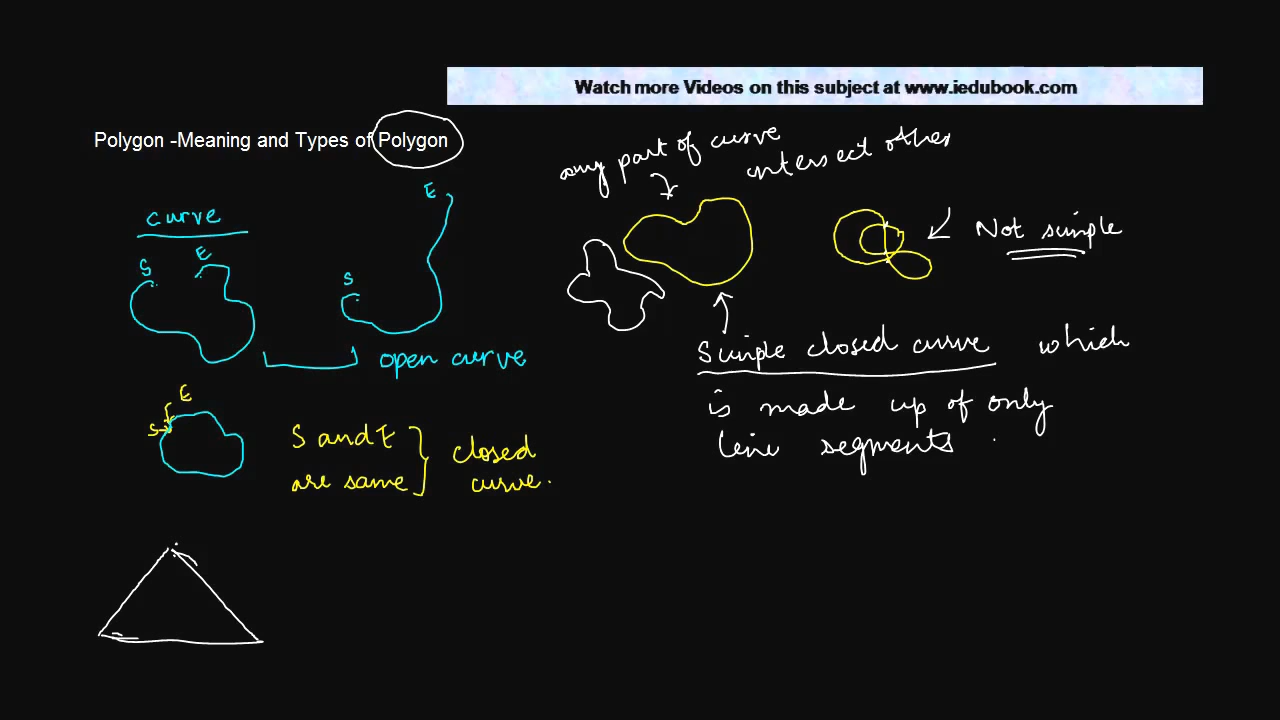 Watch more Videos on this subject at www.iedubook.com
Polygon -Meaning and Types of Polygon
any part of curve
intersect other
curve
S E
S E
open curve
Not simple
Simple closed curve which
is made up of only
line segments
S E
S and E
are same
closed
curve.